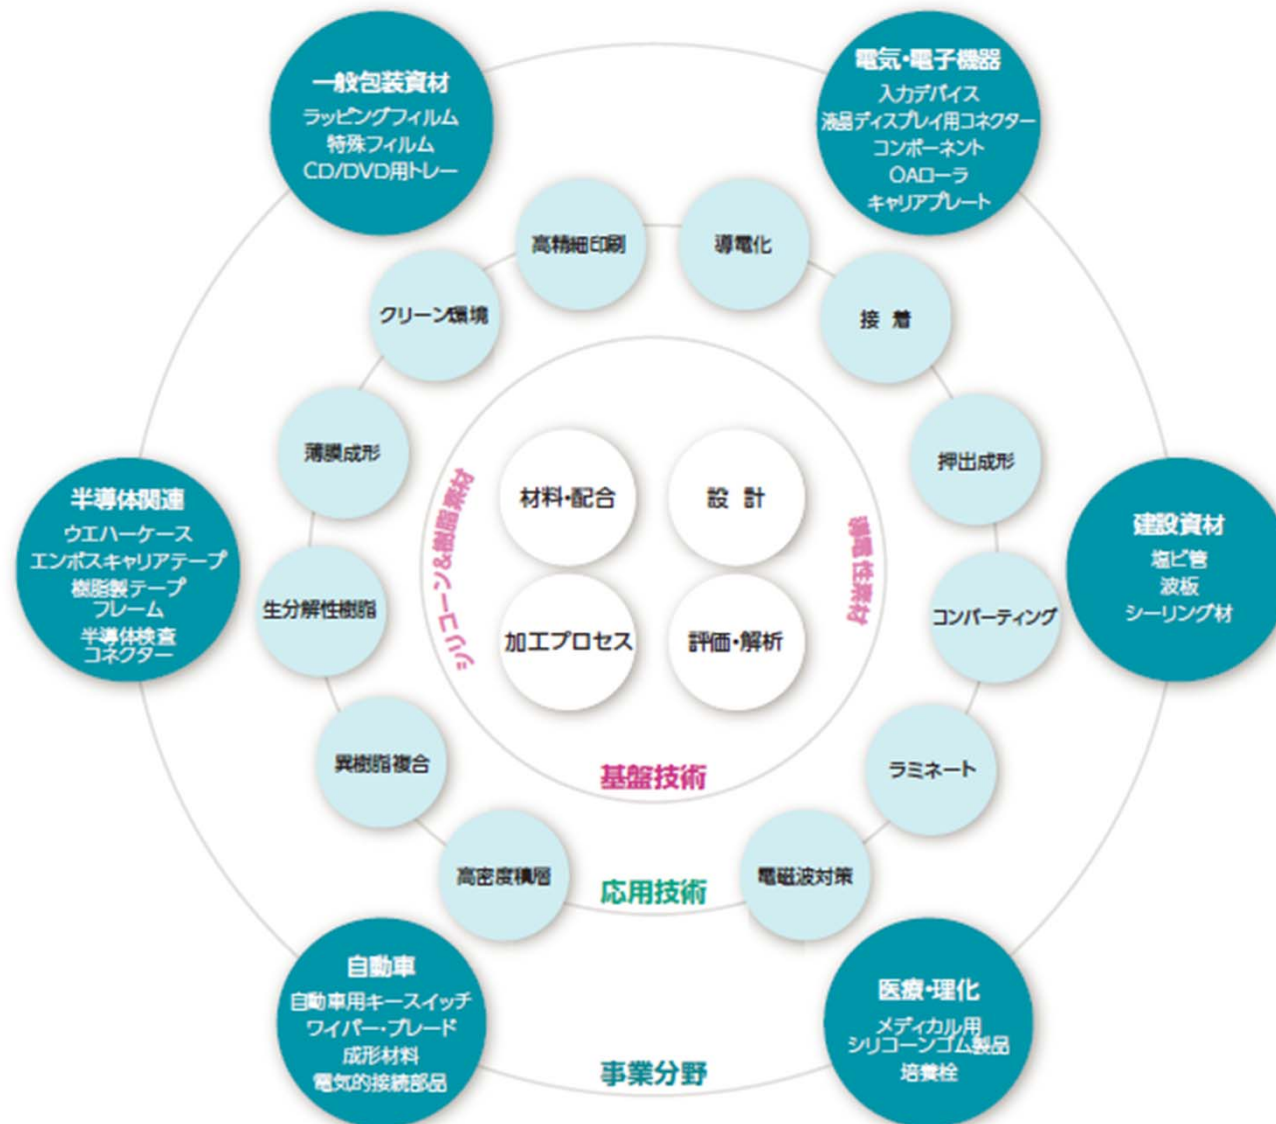 一般包装資材
ラッピングフィルム
特殊フィルム
CD/DVD用トレー
電気・電子機器
入力デバイス
液晶ディスプレイ用コネクター
コンポーネント
OAローラ
キャリアプレート
高精細印刷
導電化
クリーン環境
接 着
薄膜成形
押出成形
半導体関連
ウエハーケース
エンボスキャリアテープ
樹脂製テープ
フレーム
半導体検査
コネクター
建設資材
塩ビ管
波板
シーリング材
シリコーン&樹脂素材
材料・配合
設 計
導電性素材
生分解性樹脂
加工プロセス
評価・解析
コンバーティング
異樹脂複合
基盤技術
ラミネート
高密度積層
応用技術
電磁波対策
自動車
自動車用キースイッチ
ワイパー・ブレード
成形材料
電気的接続部品
事業分野
医療・理化
メディカル用
シリコーンゴム製品
培養栓